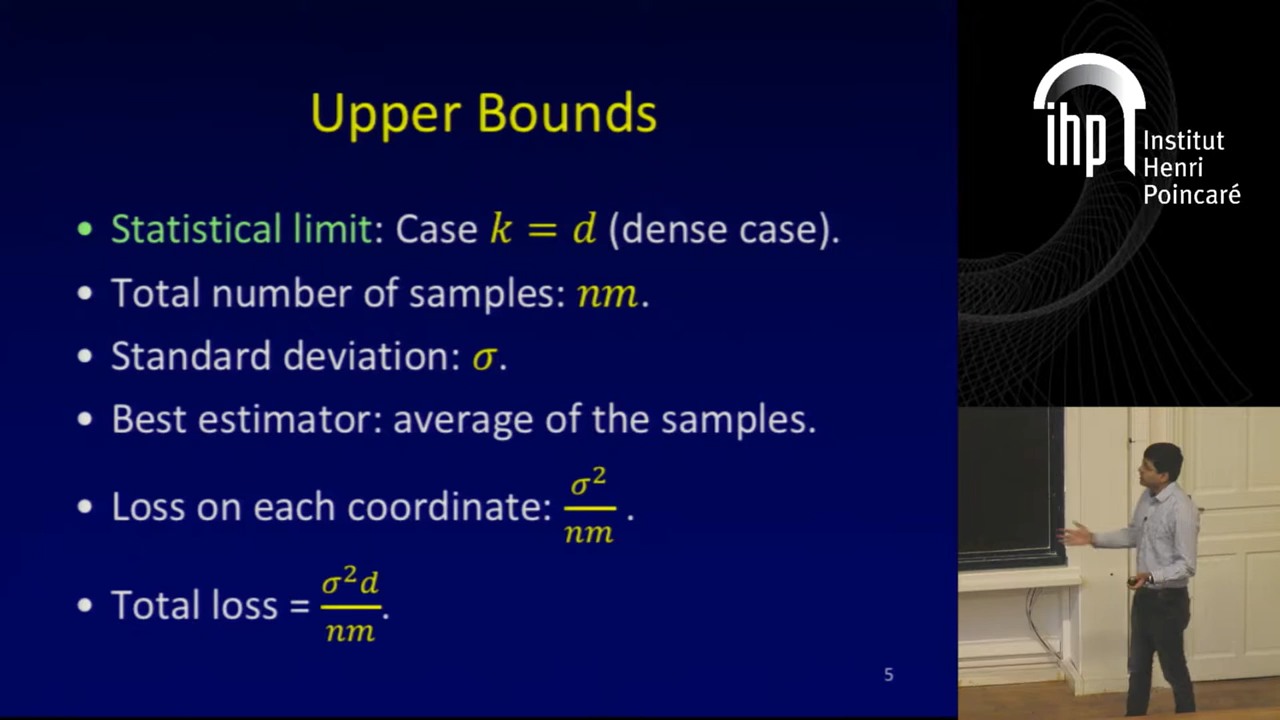 Upper Bounds
• Statistical limit: Case k = d (dense case).
• Total number of samples: nm.
• Standard deviation: σ.
• Best estimator: average of the samples.
• Loss on each coordinate: σ²/nm .
• Total loss = σ²d/nm.
5
ihp Institut
Henri
Poincaré